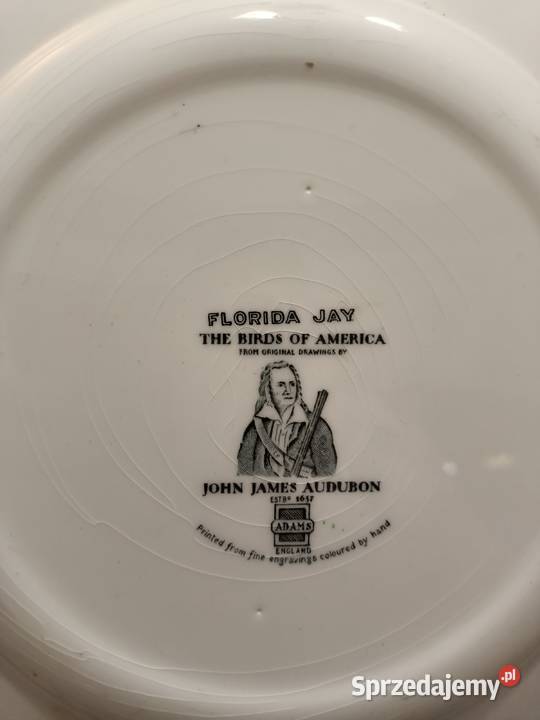 FLORIDA JAY
THE BIRDS OF AMERICA
FROM ORIGINAL DRAWINGS BY
JOHN JAMES AUDUBON
ESTBD 1657
ADAMS
ENGLAND
Printed from fine engravings coloured by hand
Sprzedajemy.pl